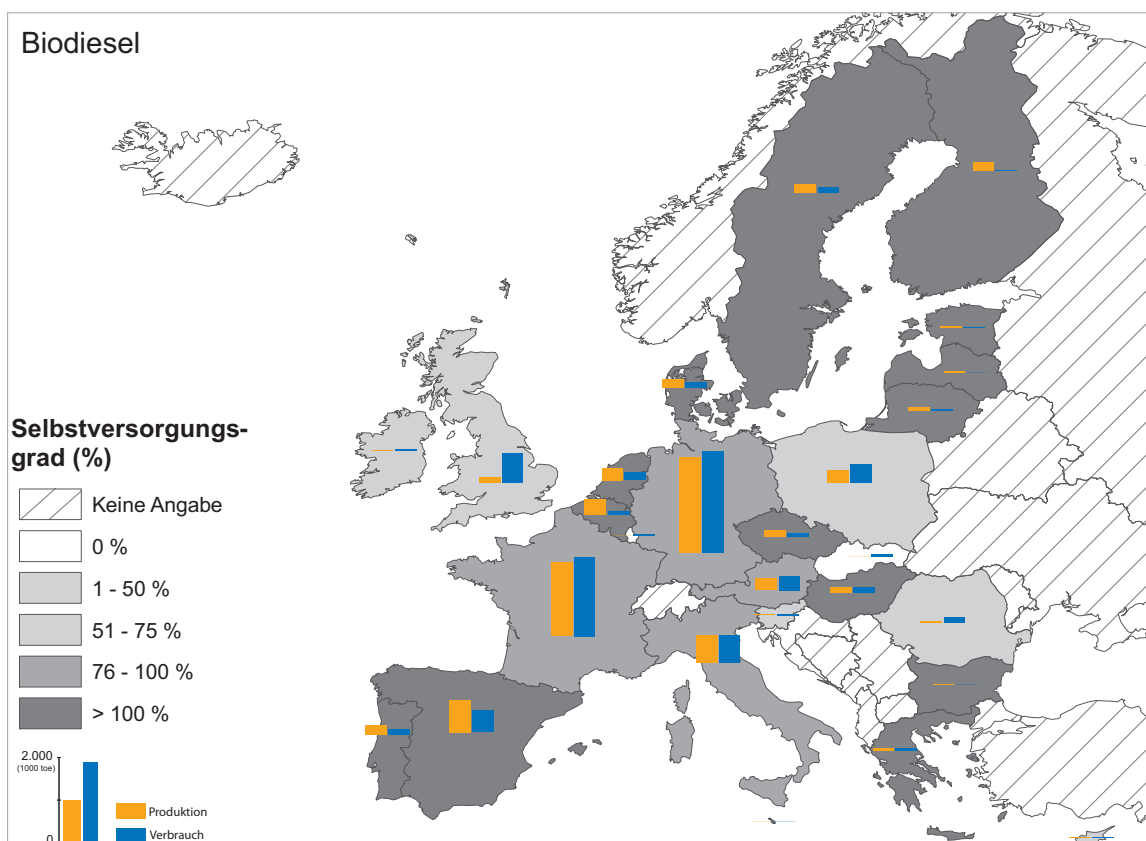 Biodiesel
Selbstversorgungs-
grad (%)
Keine Angabe
0 %
1 - 50 %
51 - 75 %
76 - 100 %
> 100 %
2.000
(1000 toe)
0
Produktion
Verbrauch